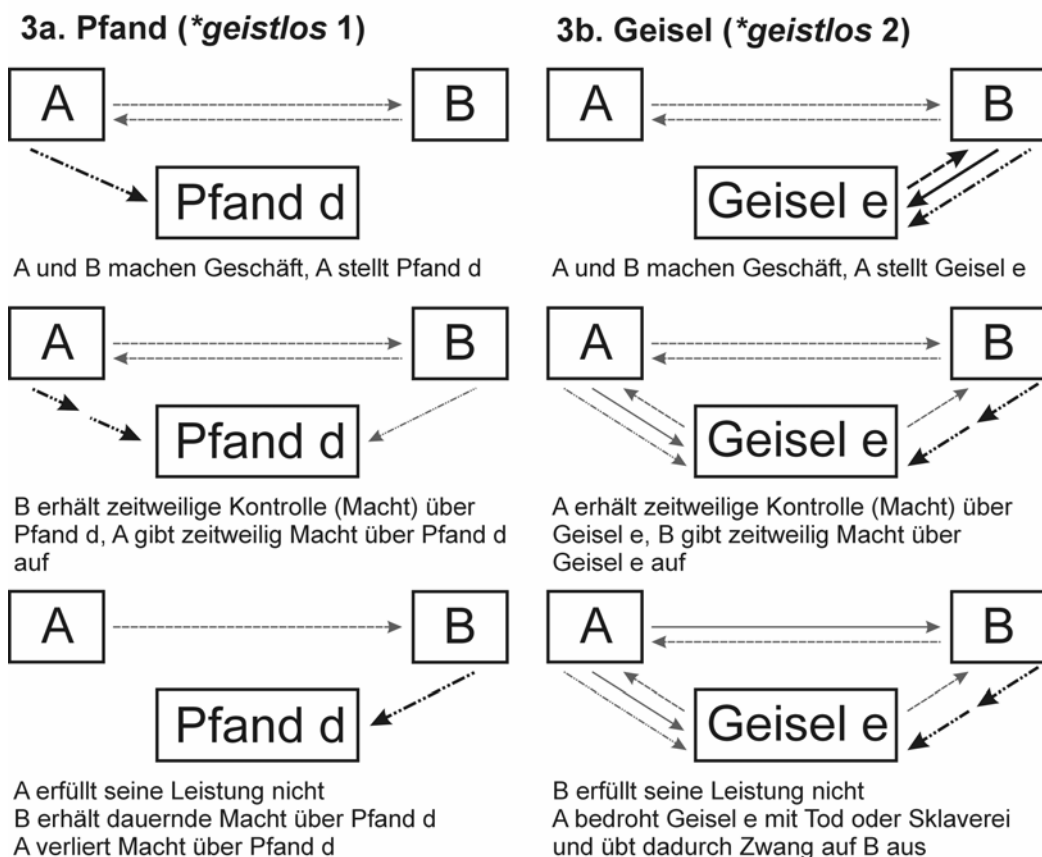 3a. Pfand (*geistlos 1)
A
B
Pfand d
A und B machen Geschäft, A stellt Pfand d
A
B
Pfand d
B erhält zeitweilige Kontrolle (Macht) über
Pfand d, A gibt zeitweilig Macht über Pfand d
auf
A
B
Pfand d
A erfüllt seine Leistung nicht
B erhält dauernde Macht über Pfand d
A verliert Macht über Pfand d
3b. Geisel (*geistlos 2)
A
B
Geisel e
A und B machen Geschäft, A stellt Geisel e
A
B
Geisel e
A erhält zeitweilige Kontrolle (Macht) über
Geisel e, B gibt zeitweilig Macht über
Geisel e auf
A
B
Geisel e
B erfüllt seine Leistung nicht
A bedroht Geisel e mit Tod oder Sklaverei
und übt dadurch Zwang auf B aus